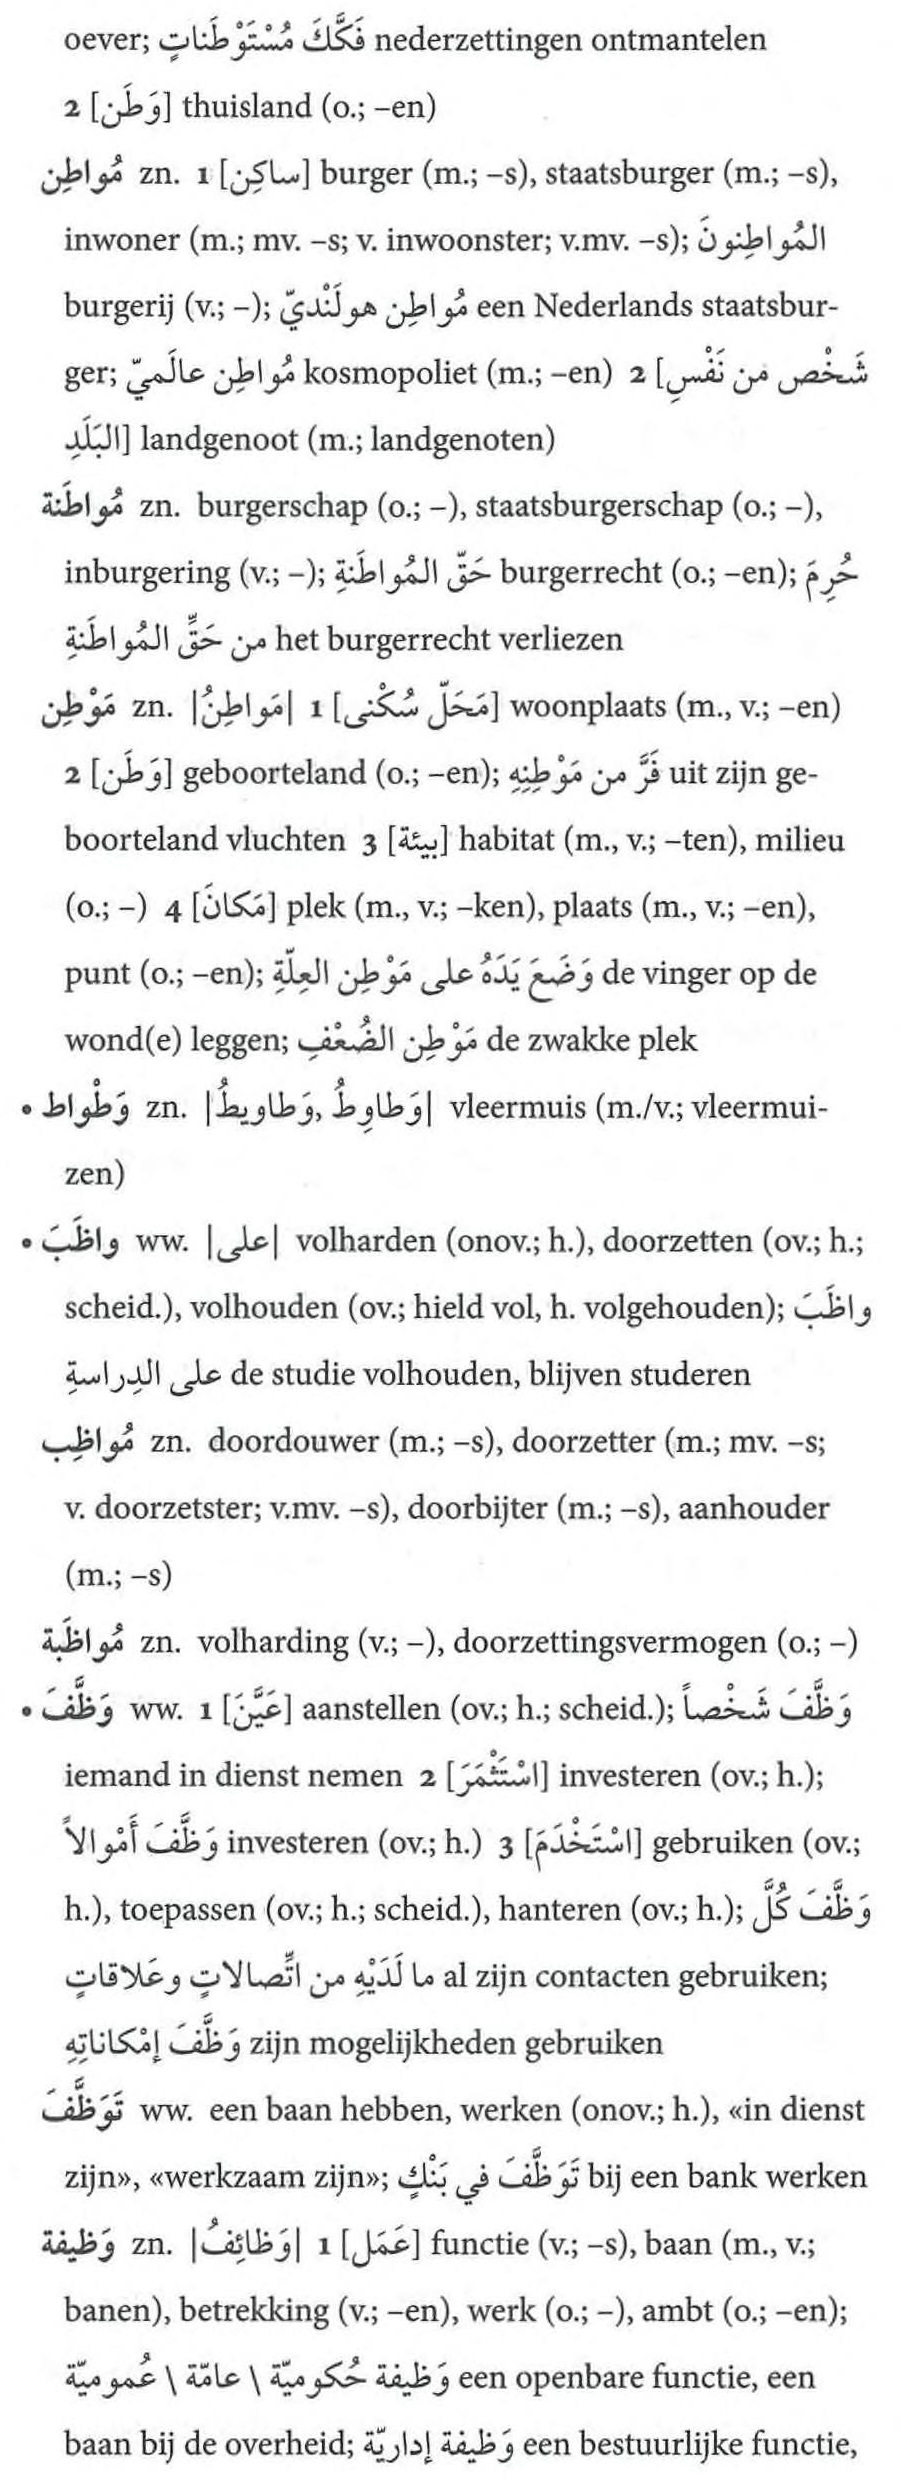 oever; فَكَّكَ مُسْتَوْطَناتٍ nederzettingen ontmantelen
2 [وَطَن] thuisland (o.; –en)
مُواطِن zn. 1 [ساكِن] burger (m.; –s), staatsburger (m.; –s),
inwoner (m.; mv. –s; v. inwoonster; v.mv. –s); المُواطِنونَ
burgerij (v.; –); مُواطِن هولَنْديّ een Nederlands staatsbur-
ger; مُواطِن عالَميّ kosmopoliet (m.; –en) 2 [شَخْص من نَفْسِ
البَلَدِ] landgenoot (m.; landgenoten)
مُواطَنة zn. burgerschap (o.; –), staatsburgerschap (o.; –),
inburgering (v.; –); حَقّ المُواطَنةِ burgerrecht (o.; –en); حُرِمَ
من حَقِّ المُواطَنةِ het burgerrecht verliezen
مَوْطِن zn. |مَواطِنُ| 1 [مَحَلّ سُكْنى] woonplaats (m., v.; –en)
2 [وَطَن] geboorteland (o.; –en); فَرَّ من مَوْطِنِهِ uit zijn ge-
boorteland vluchten 3 [بيئة] habitat (m., v.; –ten), milieu
(o.; –) 4 [مَكانَ] plek (m., v.; –ken), plaats (m., v.; –en),
punt (o.; –en); وَضَعَ يَدَهُ على مَوْطِن العِلّةِ de vinger op de
wond(e) leggen; مَوْطِن الضُعْفِ de zwakke plek
• وَطْواط zn. |وَطاوِطُ, وَطاويطُ| vleermuis (m./v.; vleermui-
zen)
• واظَبَ ww. |على| volharden (onov.; h.), doorzetten (ov.; h.;
scheid.), volhouden (ov.; hield vol, h. volgehouden); واظَبَ
على الدِراسةِ de studie volhouden, blijven studeren
مُواظِب zn. doordouwer (m.; –s), doorzetter (m.; mv. –s;
v. doorzetster; v.mv. –s), doorbijter (m.; –s), aanhouder
(m.; –s)
مُواظَبة zn. volharding (v.; –), doorzettingsvermogen (o.; –)
• وَظَّفَ ww. 1 [عَيَّنَ] aanstellen (ov.; h.; scheid.); وَظَّفَ شَخْصاً
iemand in dienst nemen 2 [اسْتَثْمَرَ] investeren (ov.; h.);
وَظَّفَ أَمْوالاً investeren (ov.; h.) 3 [اسْتَخْدَمَ] gebruiken (ov.;
h.), toepassen (ov.; h.; scheid.), hanteren (ov.; h.); وَظَّفَ كُلَّ
ما لَدَيْهِ من اتِّصالاتٍ وعَلاقاتٍ al zijn contacten gebruiken;
وَظَّفَ إمْكاناتِهِ zijn mogelijkheden gebruiken
تَوَظَّفَ ww. een baan hebben, werken (onov.; h.), «in dienst
zijn», «werkzaam zijn»; تَوَظَّفَ في بَنْكٍ bij een bank werken
وَظيفة zn. |وَظائِفُ| 1 [عَمَل] functie (v.; –s), baan (m., v.;
banen), betrekking (v.; –en), werk (o.; –), ambt (o.; –en);
وَظيفة حُكوميّة \ عامّة \ عُموميّة een openbare functie, een
baan bij de overheid; وَظيفة إداريّة een bestuurlijke functie,